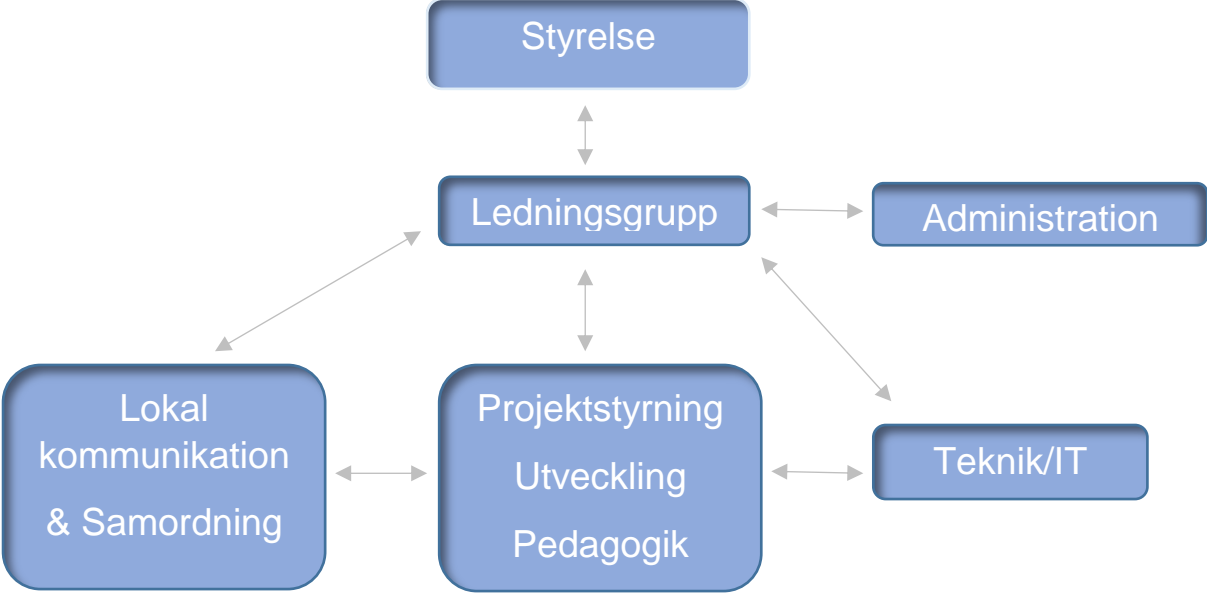 Styrelse
Ledningsgrupp
Administration
Lokal
kommunikation
& Samordning
Projektstyrning
Utveckling
Pedagogik
Teknik/IT